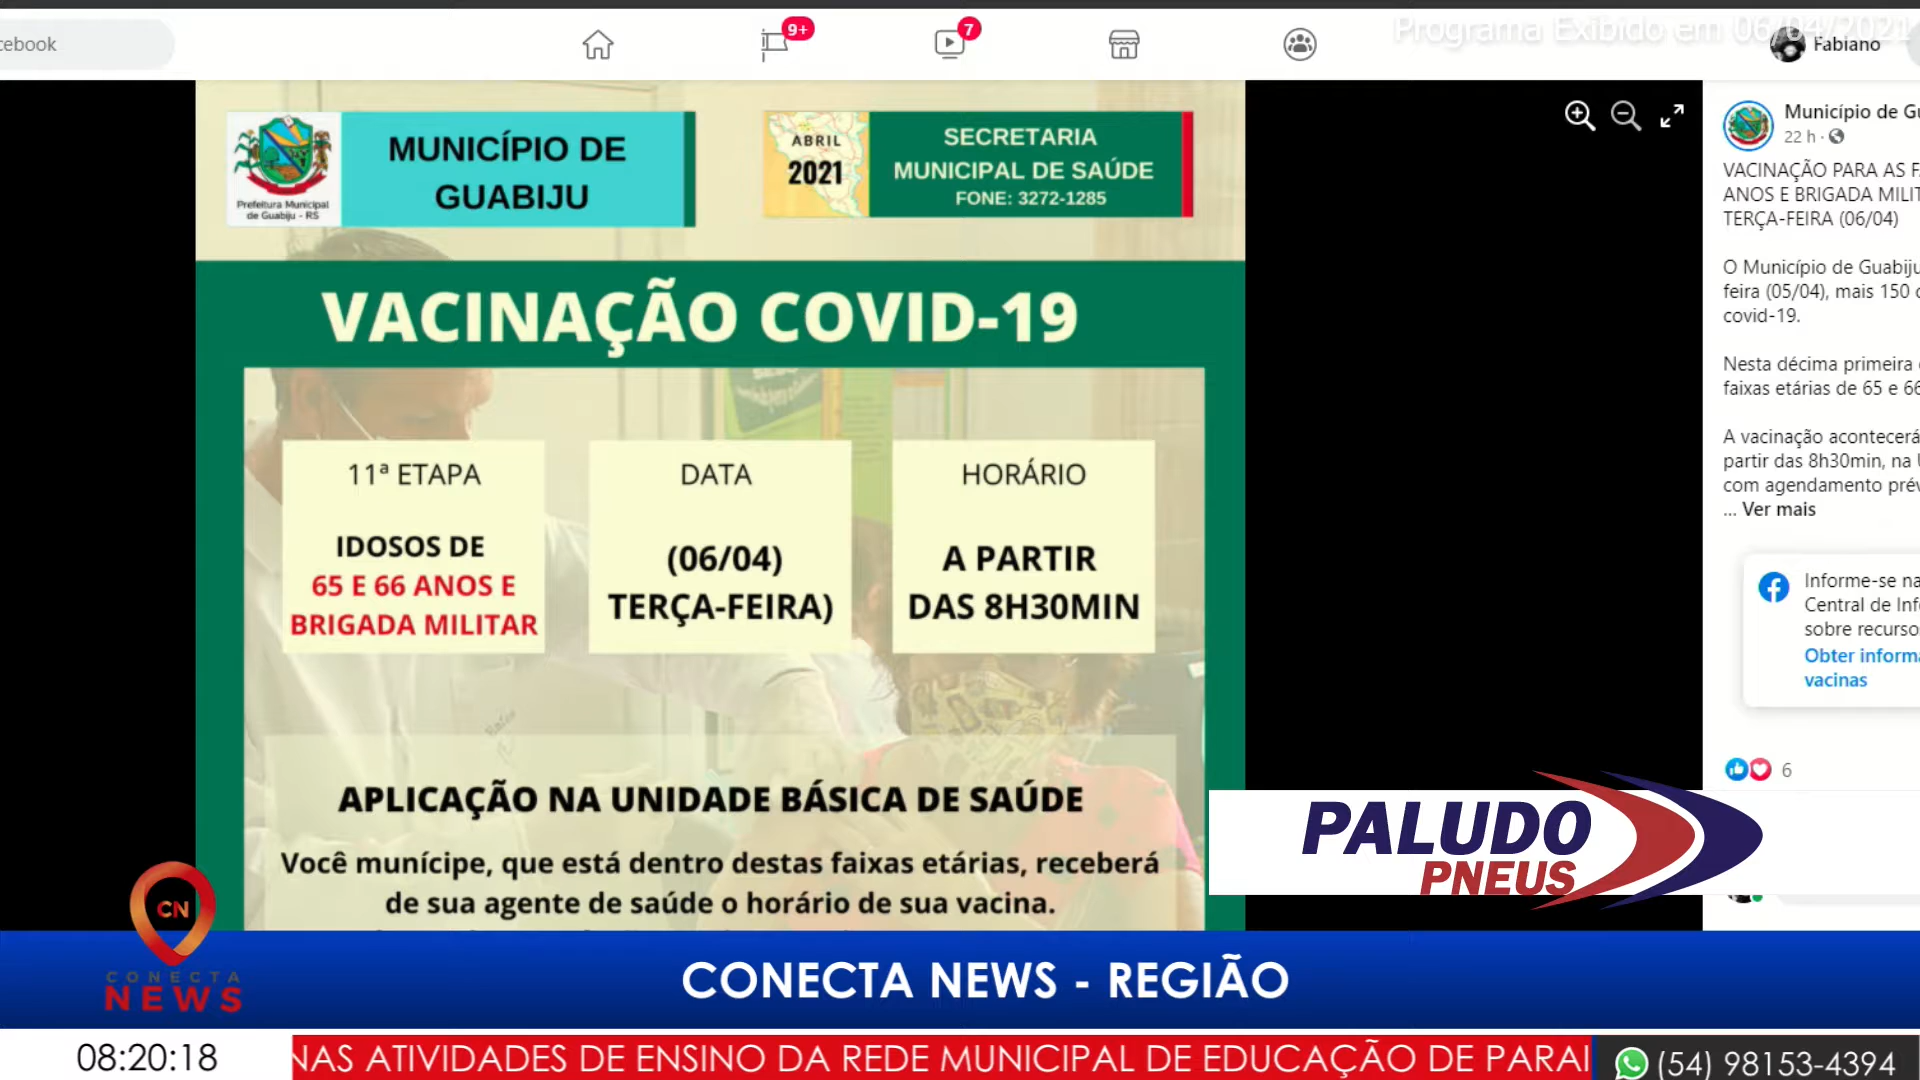 cebook
9+
7
Programa Exibido em 06/04/2021
Fabiano
Prefeitura Municipal
de Guabiju - RS
MUNICÍPIO DE
GUABIJU
ABRIL
2021
SECRETARIA
MUNICIPAL DE SAÚDE
FONE: 3272-1285
VACINAÇÃO COVID-19
11ª ETAPA
IDOSOS DE
65 E 66 ANOS E
BRIGADA MILITAR
DATA
(06/04)
TERÇA-FEIRA)
HORÁRIO
A PARTIR
DAS 8H30MIN
APLICAÇÃO NA UNIDADE BÁSICA DE SAÚDE
Você munícipe, que está dentro destas faixas etárias, receberá
de sua agente de saúde o horário de sua vacina.
Município de Gu
22 h
VACINAÇÃO PARA AS FA
ANOS E BRIGADA MILIT
TERÇA-FEIRA (06/04)
O Município de Guabiju
feira (05/04), mais 150 d
covid-19.
Nesta décima primeira
faixas etárias de 65 e 66
A vacinação acontecerá
partir das 8h30min, na U
com agendamento prév
... Ver mais
Informe-se na
Central de Info
sobre recursos
Obter informa
vacinas
6
PALUDO
PNEUS
CN
CONECTA
NEWS
CONECTA NEWS - REGIÃO
08:20:18
NAS ATIVIDADES DE ENSINO DA REDE MUNICIPAL DE EDUCAÇÃO DE PARAI
(54) 98153-4394